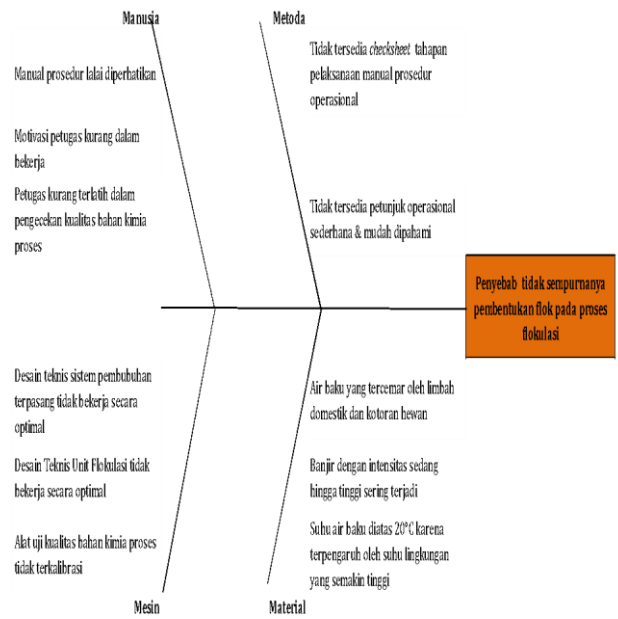 Manusia
Manual prosedur lalai diperhatikan
Motivasi petugas kurang dalam
bekerja
Petugas kurang terlatih dalam
pengecekan kualitas bahan kimia
proses
Metoda
Tidak tersedia checksheet tahapan
pelaksanaan manual prosedur
operasional
Tidak tersedia petunjuk operasional
sederhana & mudah dipahami
Penyebab tidak sempurnanya
pembentukan flok pada proses
flokulasi
Desain teknis sistem pembubuhan
terpasang tidak bekerja secara
optimal
Desain Teknis Unit Flokulasi tidak
bekerja secara optimal
Alat uji kualitas bahan kimia proses
tidak terkalibrasi
Mesin
Air baku yang tercemar oleh limbah
domestik dan kotoran hewan
Banjir dengan intensitas sedang
hingga tinggi sering terjadi
Suhu air baku diatas 20°C karena
terpengaruh oleh suhu lingkungan
yang semakin tinggi
Material